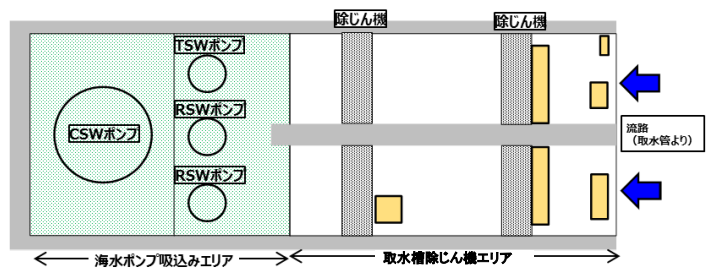 除じん機
除じん機
TSWポンプ
RSWポンプ
CSWポンプ
流路
（取水管より）
RSWポンプ
海水ポンプ吸込みエリア
取水槽除じん機エリア